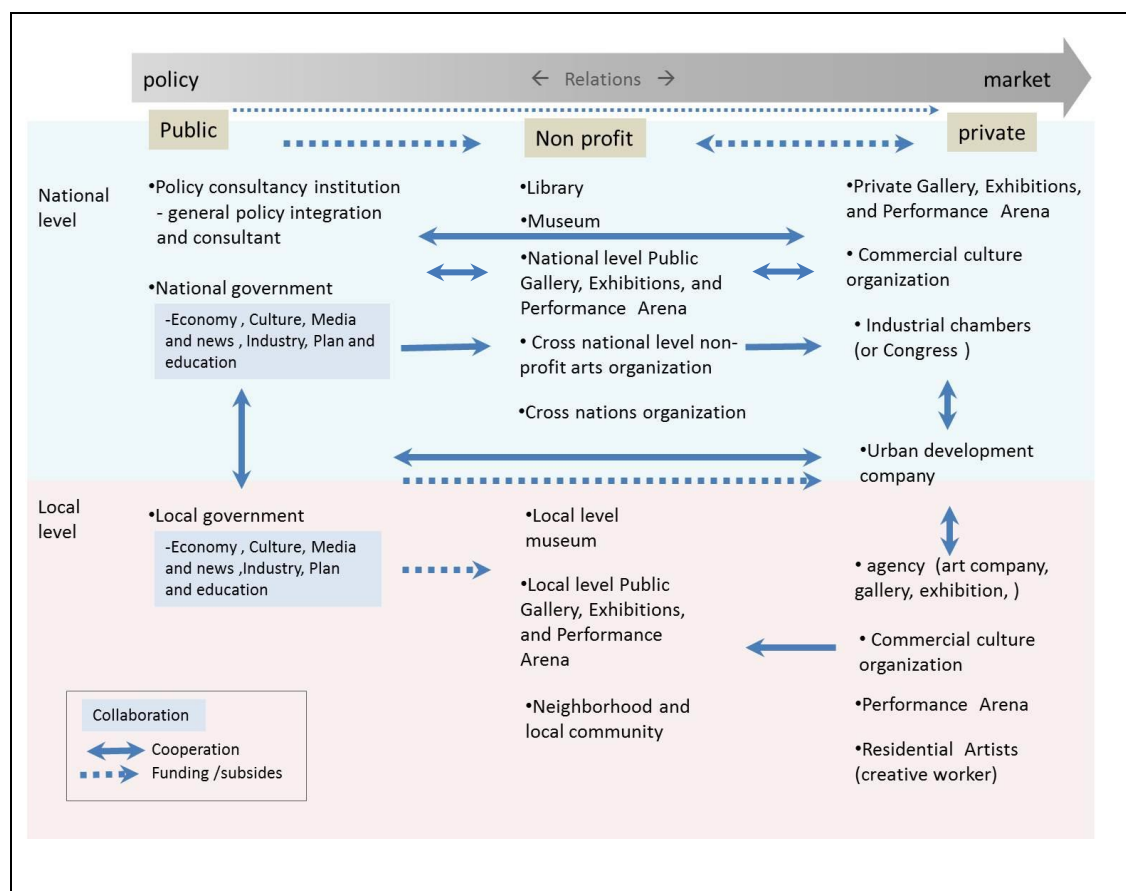 policy
← Relations →
market
Public
Non profit
private
National
level
•Policy consultancy institution
- general policy integration
and consultant
•National government
-Economy , Culture, Media
and news , Industry, Plan and
education
•Library
•Museum
•National level Public
Gallery, Exhibitions, and
Performance Arena
• Cross national level non-
profit arts organization
•Cross nations organization
•Private Gallery, Exhibitions,
and Performance Arena
• Commercial culture
organization
• Industrial chambers
(or Congress )
•Urban development
company
Local
level
•Local government
-Economy , Culture, Media
and news ,Industry, Plan
and education
•Local level
museum
•Local level Public
Gallery, Exhibitions,
and Performance
Arena
•Neighborhood and
local community
• agency (art company,
gallery, exhibition, )
• Commercial culture
organization
•Performance Arena
•Residential Artists
(creative worker)
Collaboration
Cooperation
Funding /subsides